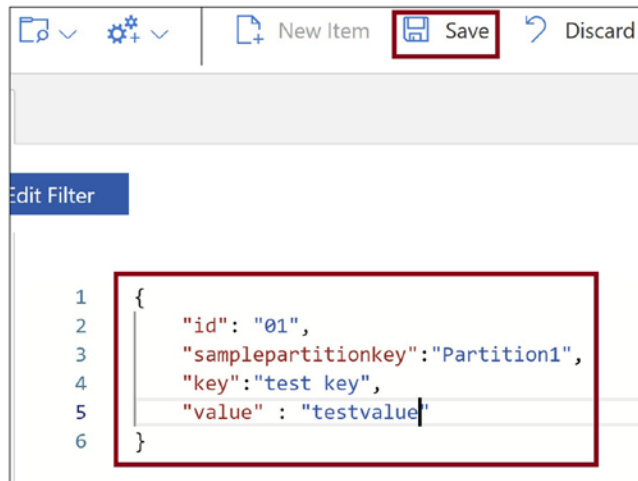 New Item Save Discard
Edit Filter
1 {
2 "id": "01",
3 "samplepartitionkey":"Partition1",
4 "key":"test key",
5 "value" : "testvalue"
6 }